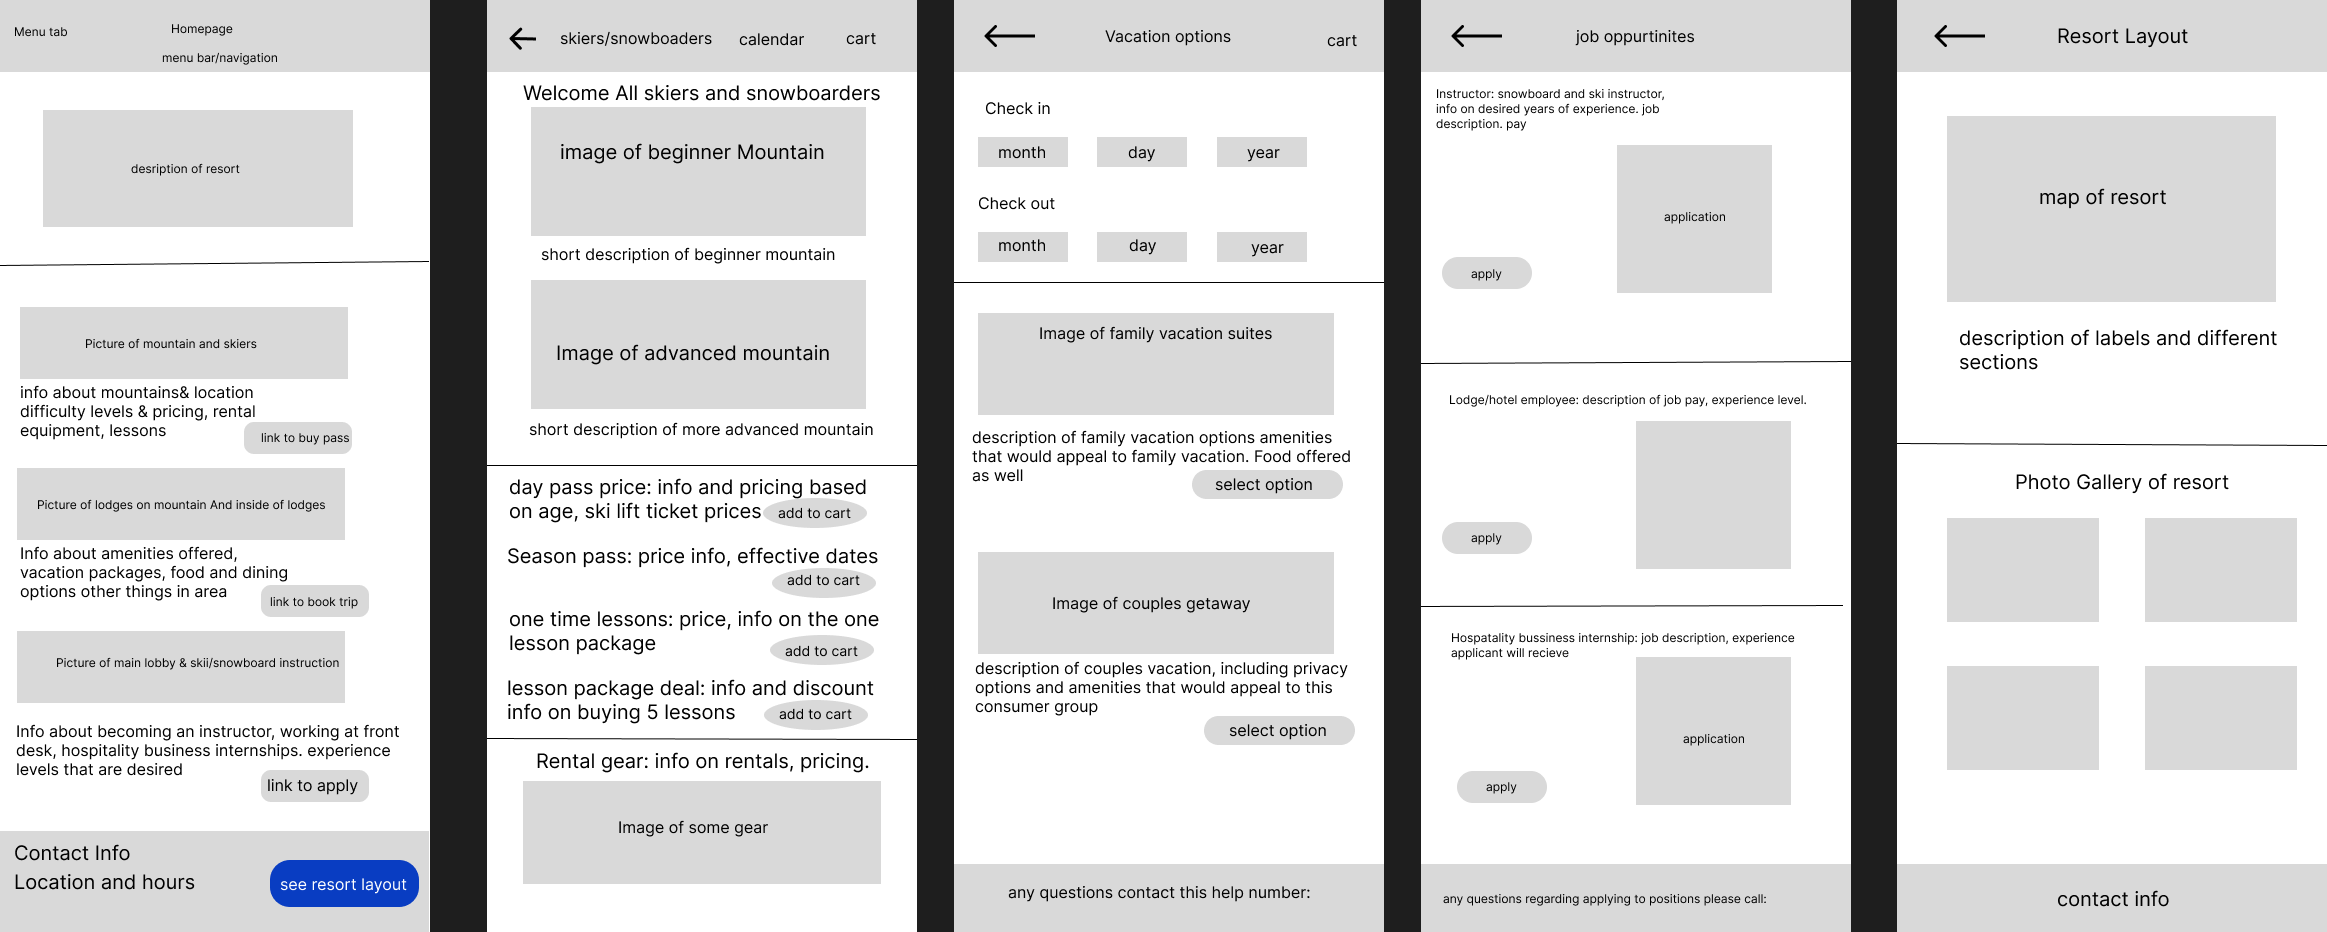 Menu tab
Homepage
menu bar/navigation
desription of resort
Picture of mountain and skiers
info about mountains& location
difficulty levels & pricing, rental
equipment, lessons
link to buy pass
Picture of lodges on mountain And inside of lodges
Info about amenities offered,
vacation packages, food and dining
options other things in area
link to book trip
Picture of main lobby & skii/snowboard instruction
Info about becoming an instructor, working at front
desk, hospitality business internships. experience
levels that are desired
link to apply
Contact Info
Location and hours
see resort layout
skiers/snowboaders
calendar
cart
Welcome All skiers and snowboarders
image of beginner Mountain
short description of beginner mountain
Image of advanced mountain
short description of more advanced mountain
day pass price: info and pricing based
on age, ski lift ticket prices
add to cart
Season pass: price info, effective dates
add to cart
one time lessons: price, info on the one
lesson package
add to cart
lesson package deal: info and discount
info on buying 5 lessons
add to cart
Rental gear: info on rentals, pricing.
Image of some gear
Vacation options
cart
Check in
month
day
year
Check out
month
day
year
Image of family vacation suites
description of family vacation options amenities
that would appeal to family vacation. Food offered
as well
select option
Image of couples getaway
description of couples vacation, including privacy
options and amenities that would appeal to this
consumer group
select option
any questions contact this help number:
job oppurtinites
Instructor: snowboard and ski instructor,
info on desired years of experience. job
description. pay
application
apply
Lodge/hotel employee: description of job pay, experience level.
apply
Hospatality bussiness internship: job description, experience
applicant will recieve
application
apply
any questions regarding applying to positions please call:
Resort Layout
map of resort
description of labels and different
sections
Photo Gallery of resort
contact info